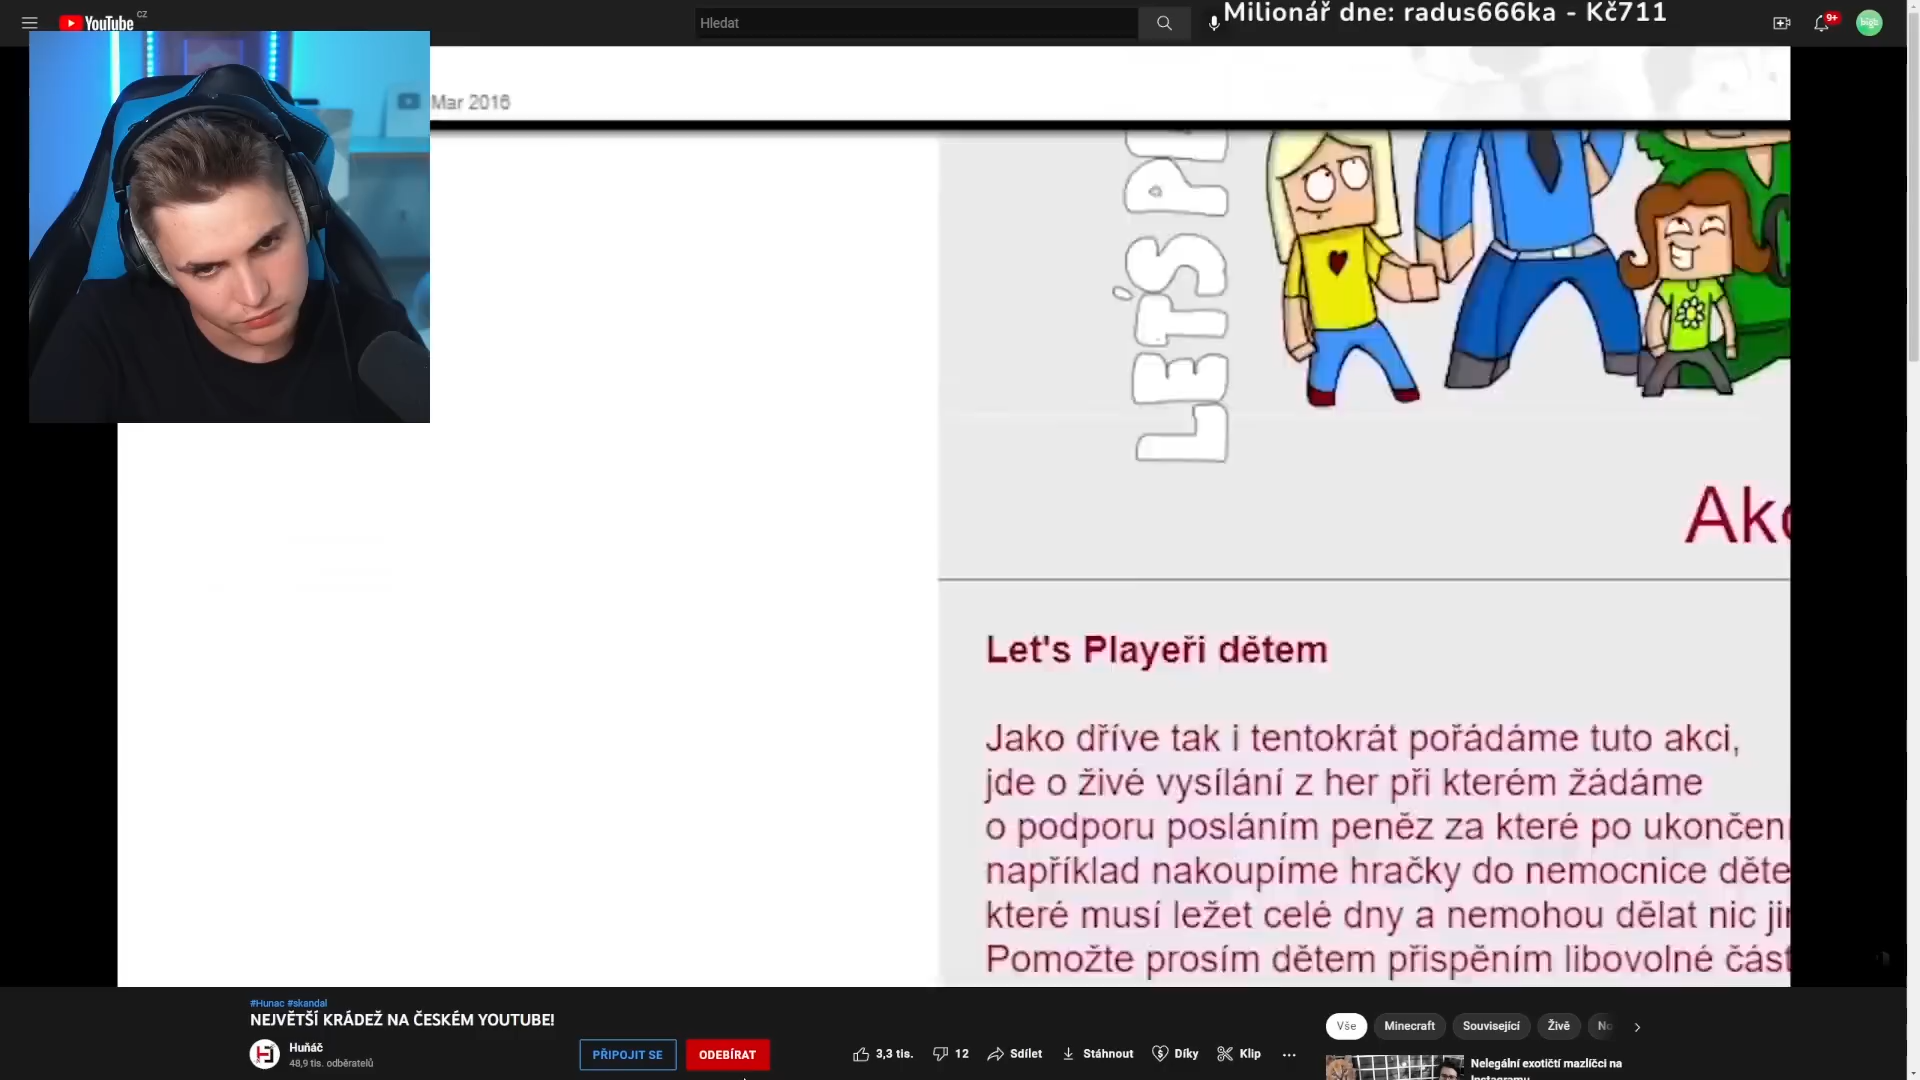 YouTube CZ
Hledat
Milionář dne: radus666ka - Kč711
9+
Mar 2016
LET'S
Let's Playeři dětem
Jako dříve tak i tentokrát pořádáme tuto akci,
jde o živé vysílání z her při kterém žádáme
o podporu posláním peněz za které po ukončen
například nakoupíme hračky do nemocnice děte
které musí ležet celé dny a nemohou dělat nic
Pomožte prosím dětem přispěním libovolné část
#Hunac #skandal
NEJVĚTŠÍ KRÁDEŽ NA ČESKÉM YOUTUBE!
Huňáč
48,9 tis. odběratelů
PŘIPOJIT SE
ODEBÍRAT
3,3 tis.
12
Sdílet
Stáhnout
Díky
Klip
Vše
Minecraft
Související
Živě
Nelegální exotičtí mazlíčci na
Instagramu